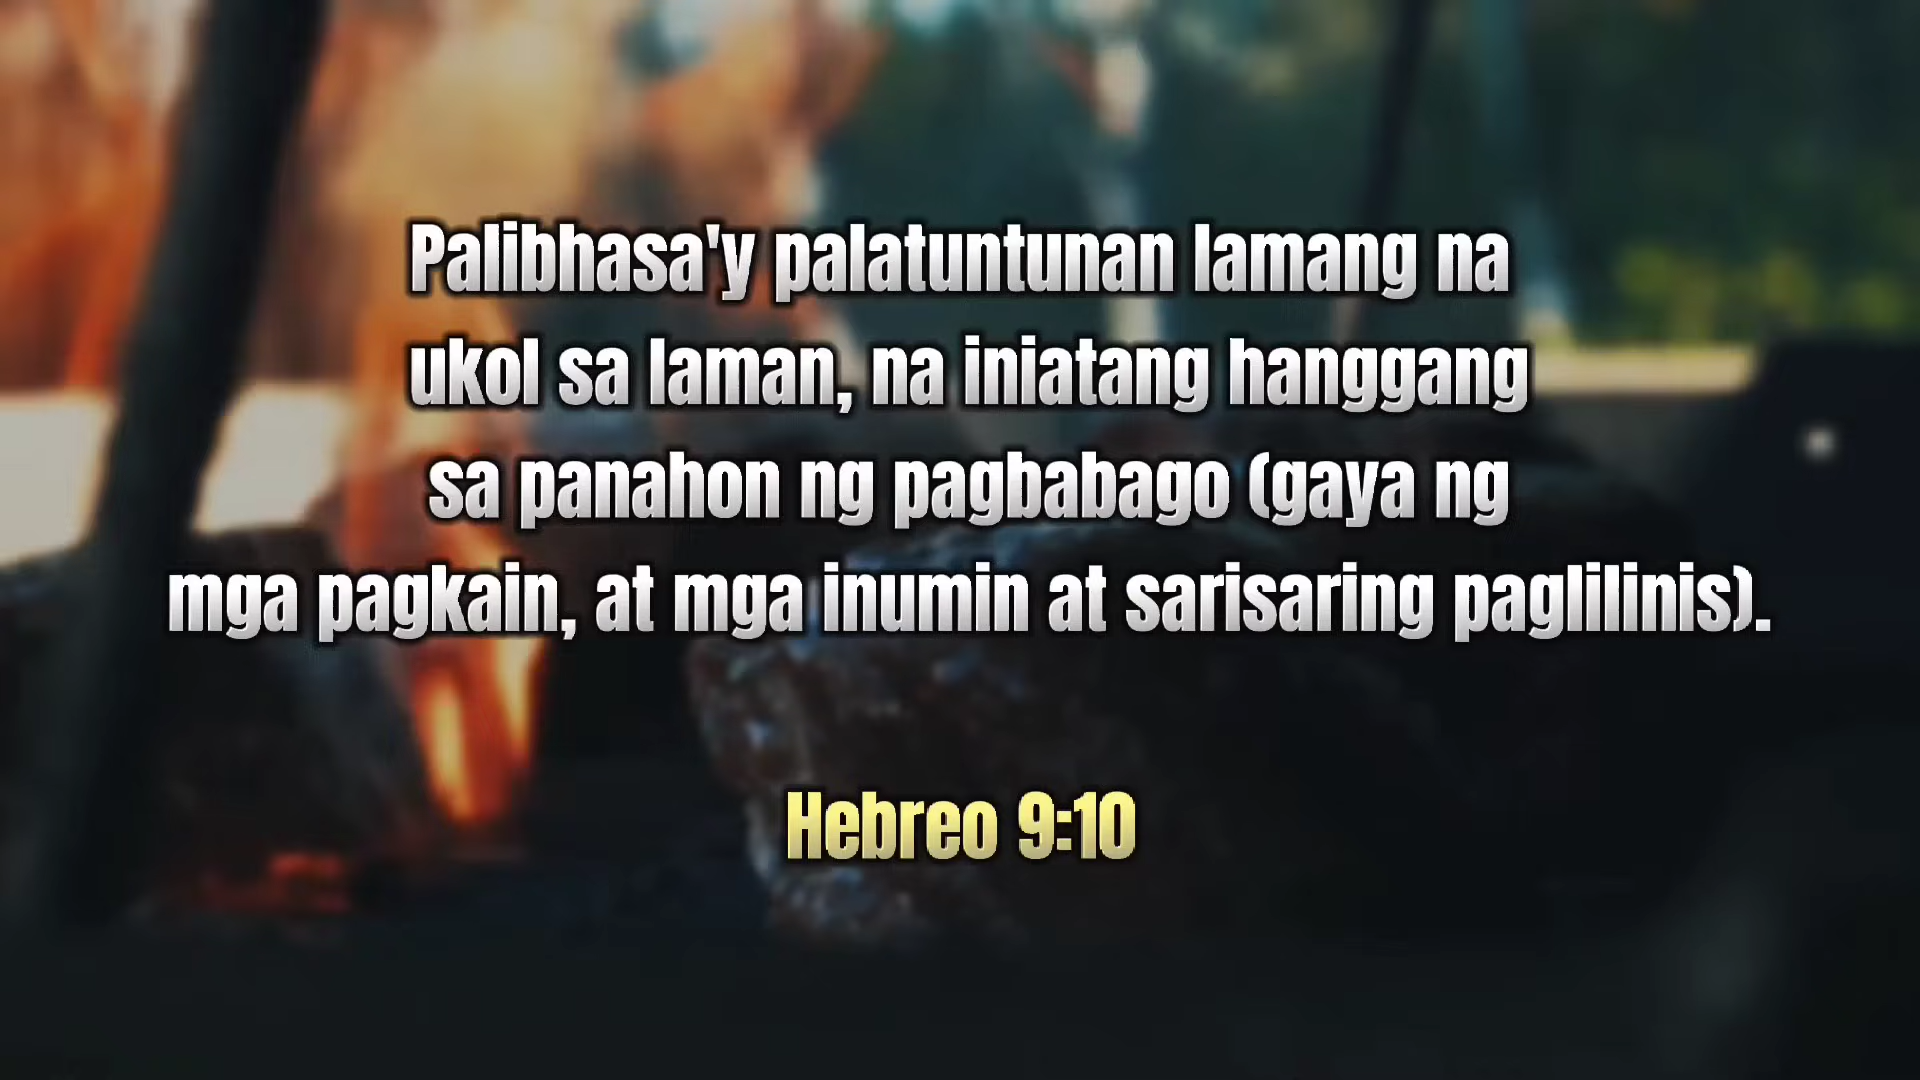 Palibhasa'y palatuntunan lamang na
ukol sa laman, na iniatang hanggang
sa panahon ng pagbabago (gaya ng
mga pagkain, at mga inumin at sarisaring paglilinis).
Hebreo 9:10